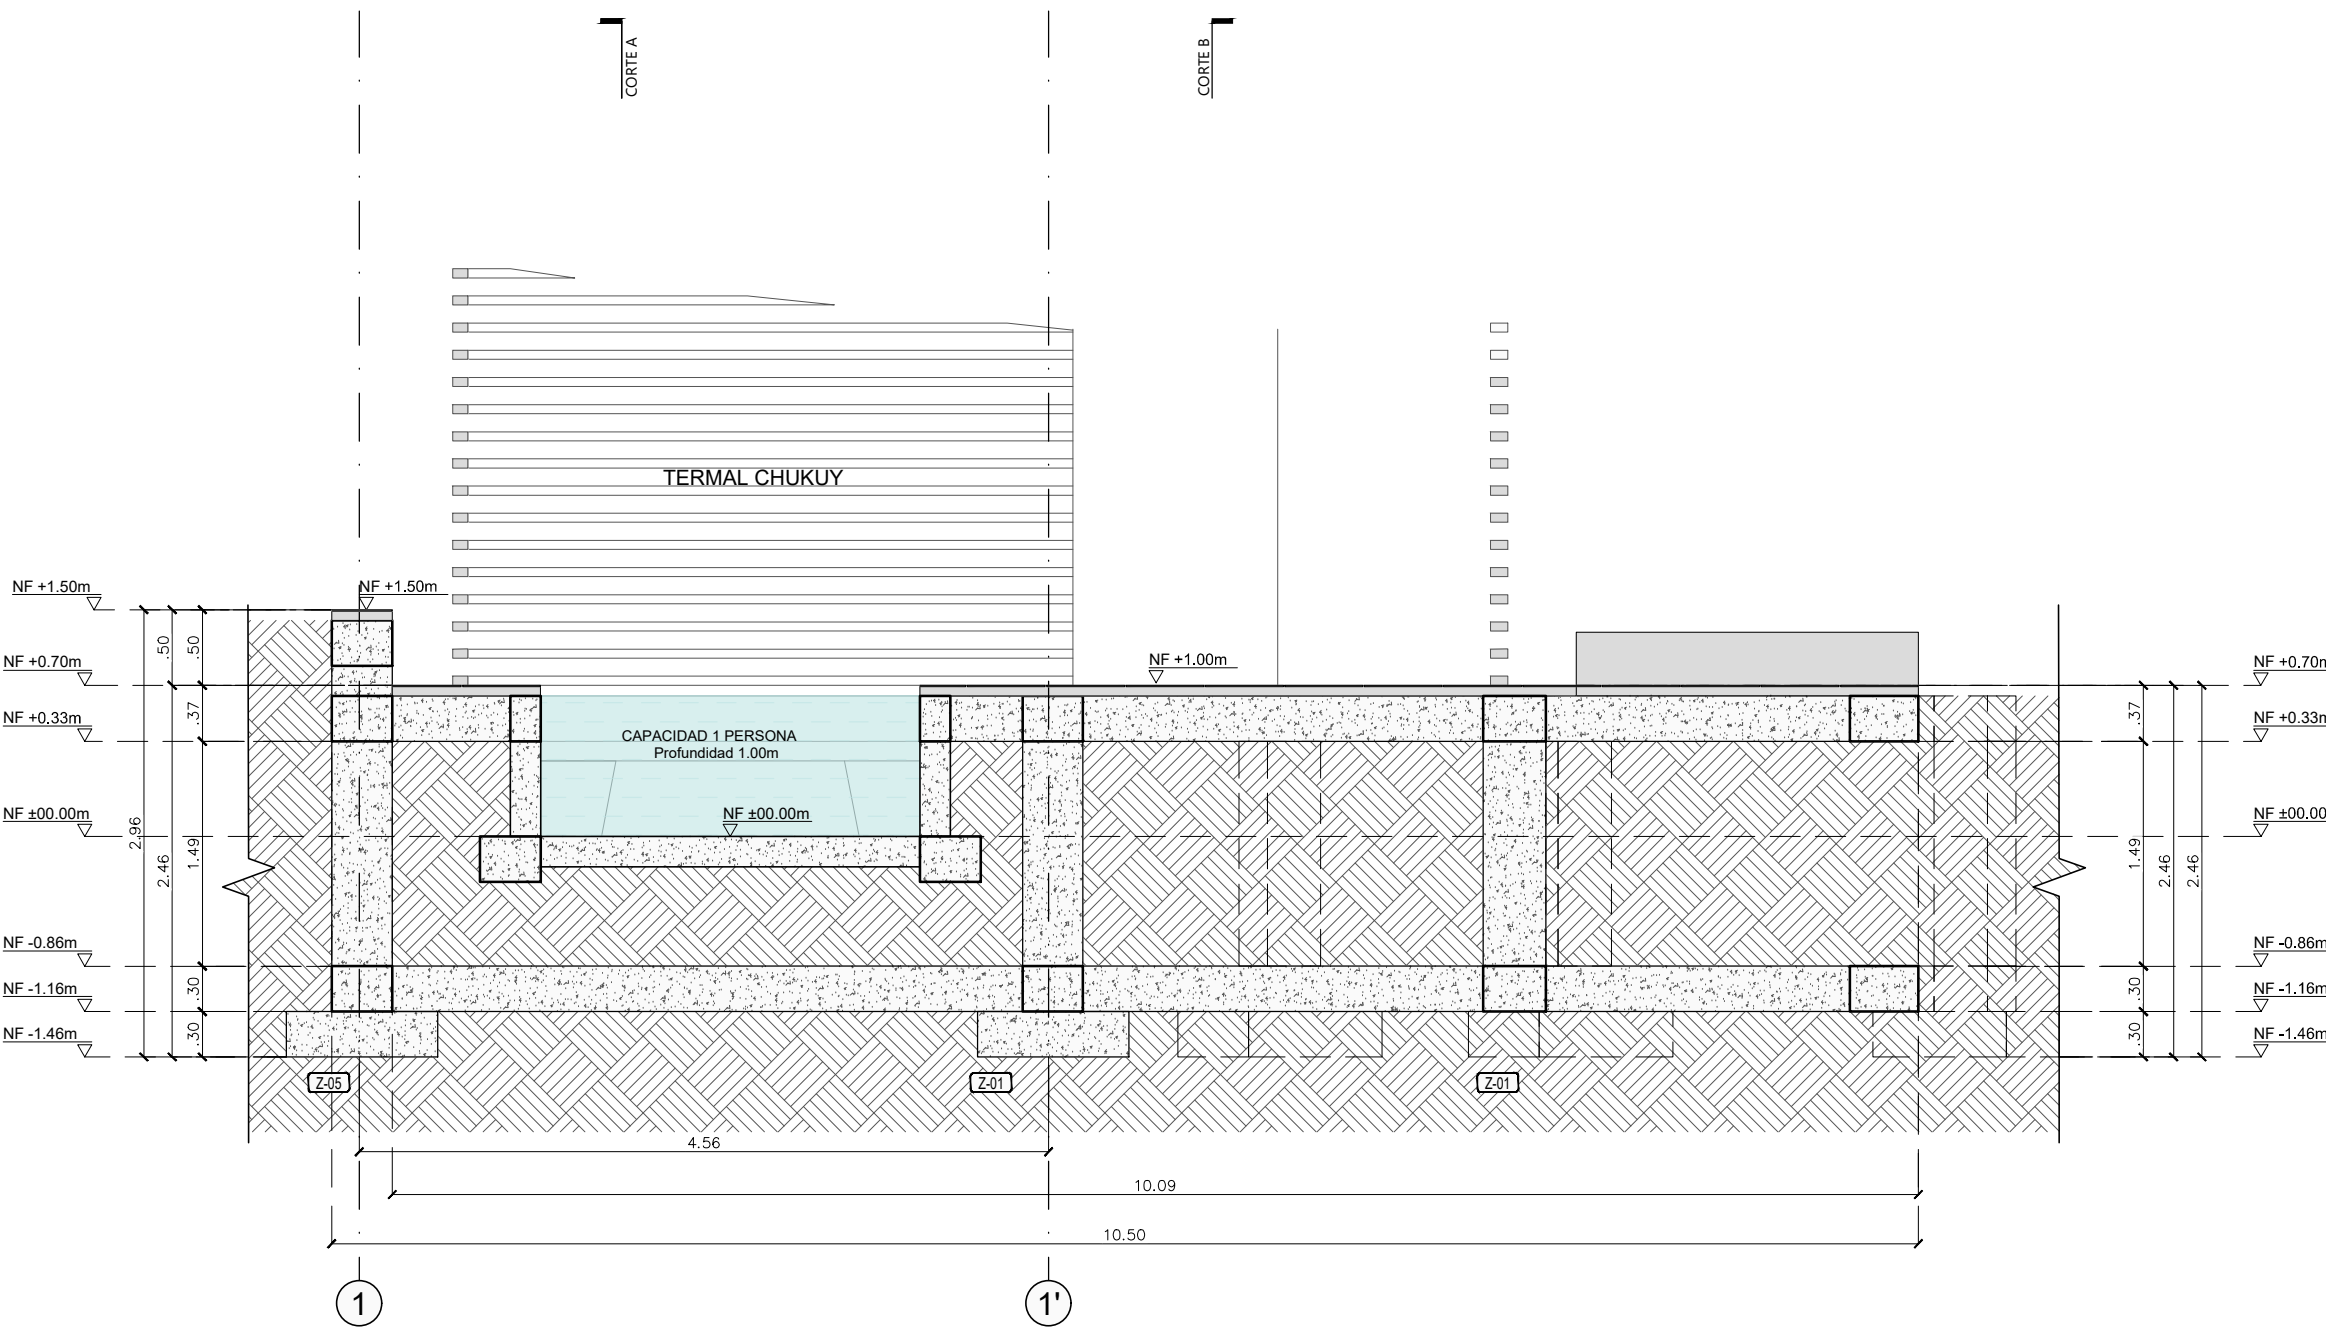 CORTE A
CORTE B
TERMAL CHUKUY
NF +1.50m
NF +1.50m
NF +0.70m
NF +1.00m
NF +0.70m
NF +0.33m
NF +0.33m
CAPACIDAD 1 PERSONA
Profundidad 1.00m
NF ±00.00m
NF ±00.00m
NF ±00.00
NF -0.86m
NF -0.86m
NF -1.16m
NF -1.16m
NF -1.46m
NF -1.46m
2.96
.50
2.46
.50
.37
1.49
.30
.30
.37
1.49
.30
.30
2.46
2.46
Z-05
Z-01
Z-01
4.56
10.09
10.50
1
1'